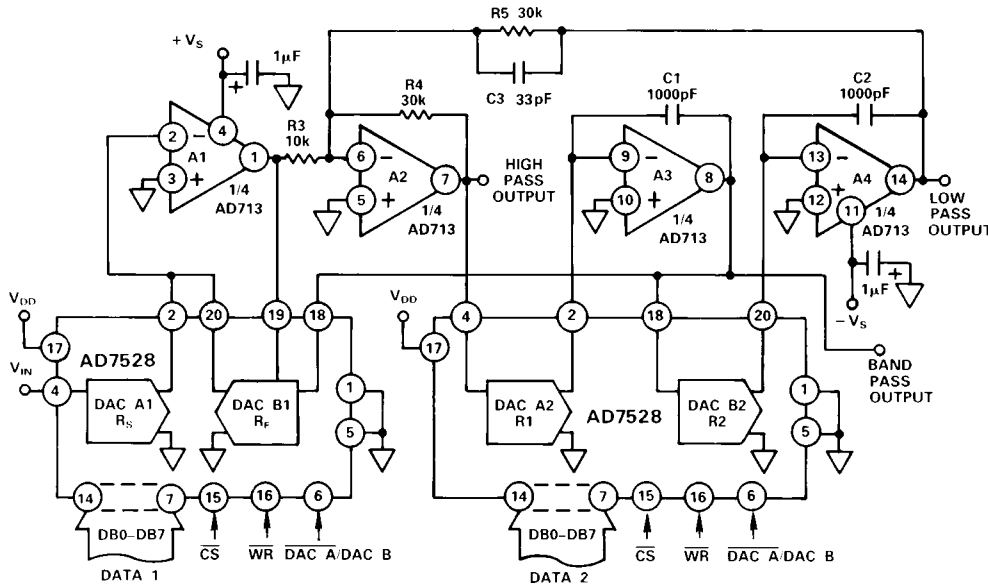 R5 30k
C3 33pF
+VS
1µF
+
R4
30k
C1
1000pF
C2
1000pF
R3
10k
2
−
4
A1
1
3
+
1/4
AD713
6
−
A2
7
5
+
1/4
AD713
HIGH
PASS
OUTPUT
9
−
A3
8
10
+
1/4
AD713
13
−
A4
14
12
+
11
1/4
AD713
LOW
PASS
OUTPUT
1µF
+
−VS
VDD
17
2
20
19
18
AD7528
VIN
4
DAC A1
RS
DAC B1
RF
1
5
14
7
15
16
6
DB0–DB7
CS
WR
DAC A/DAC B
DATA 1
VDD
17
4
2
18
20
DAC A2
R1
AD7528
DAC B2
R2
1
5
BAND
PASS
OUTPUT
14
7
15
16
6
DB0–DB7
CS
WR
DAC A/DAC B
DATA 2